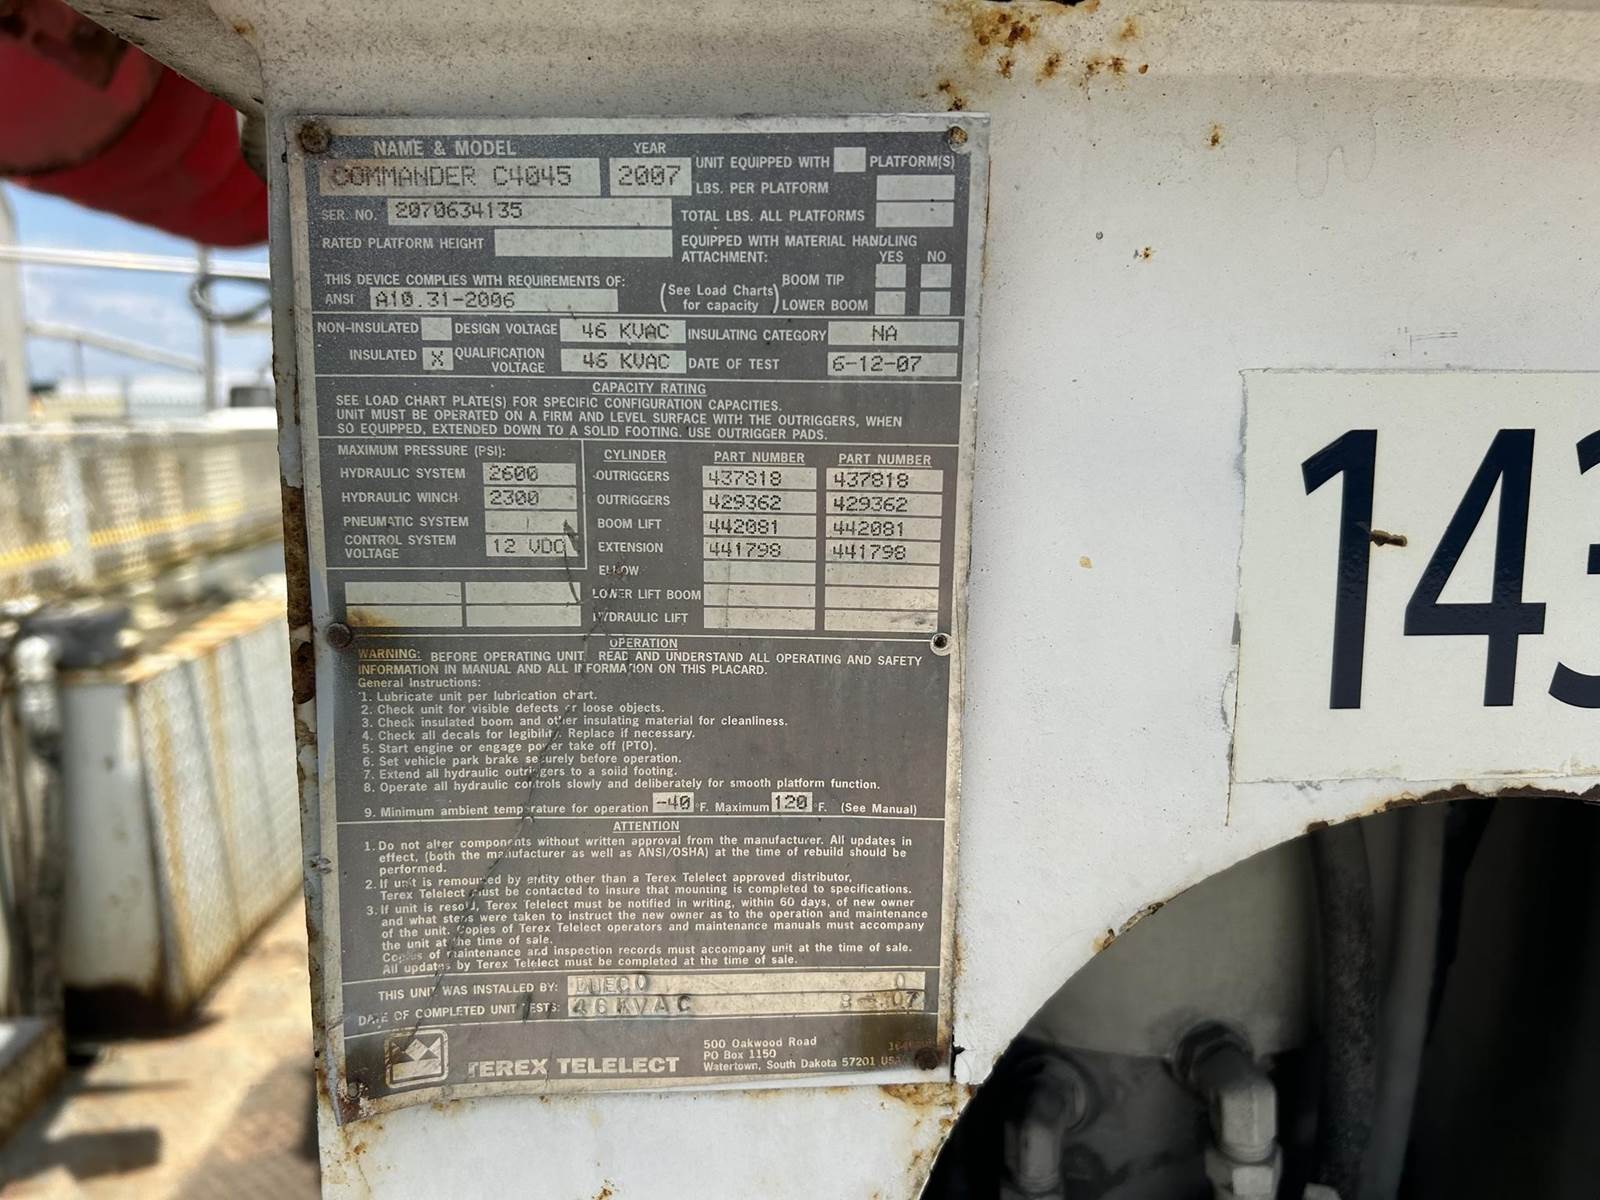 NAME & MODEL YEAR
COMMANDER C4045 2007
UNIT EQUIPPED WITH PLATFORM(S)
LBS. PER PLATFORM
SER. NO. 2070634135
TOTAL LBS. ALL PLATFORMS
RATED PLATFORM HEIGHT
EQUIPPED WITH MATERIAL HANDLING
ATTACHMENT: YES NO
THIS DEVICE COMPLIES WITH REQUIREMENTS OF:
ANSI A10.31-2006
(See Load Charts for capacity)
BOOM TIP
LOWER BOOM
NON-INSULATED DESIGN VOLTAGE 46 KVAC INSULATING CATEGORY NA
INSULATED X QUALIFICATION VOLTAGE 46 KVAC DATE OF TEST 6-12-07
CAPACITY RATING
SEE LOAD CHART PLATE(S) FOR SPECIFIC CONFIGURATION CAPACITIES.
UNIT MUST BE OPERATED ON A FIRM AND LEVEL SURFACE WITH THE OUTRIGGERS, WHEN
SO EQUIPPED, EXTENDED DOWN TO A SOLID FOOTING. USE OUTRIGGER PADS.
MAXIMUM PRESSURE (PSI):
HYDRAULIC SYSTEM 2600
HYDRAULIC WINCH 2300
PNEUMATIC SYSTEM
CONTROL SYSTEM VOLTAGE 12 VDC
CYLINDER PART NUMBER PART NUMBER
OUTRIGGERS 437818 437818
OUTRIGGERS 429362 429362
BOOM LIFT 442081 442081
EXTENSION 441798 441798
ELBOW
LOWER LIFT BOOM
HYDRAULIC LIFT
OPERATION
WARNING: BEFORE OPERATING UNIT READ AND UNDERSTAND ALL OPERATING AND SAFETY
INFORMATION IN MANUAL AND ALL INFORMATION ON THIS PLACARD.
General Instructions:
1. Lubricate unit per lubrication chart.
2. Check unit for visible defects or loose objects.
3. Check insulated boom and other insulating material for cleanliness.
4. Check all decals for legibility. Replace if necessary.
5. Start engine or engage power take off (PTO).
6. Set vehicle park brake securely before operation.
7. Extend all hydraulic outriggers to a solid footing.
8. Operate all hydraulic controls slowly and deliberately for smooth platform function.
9. Minimum ambient temperature for operation -40 °F. Maximum 120 °F. (See Manual)
ATTENTION
1. Do not alter components without written approval from the manufacturer. All updates in
effect, (both the manufacturer as well as ANSI/OSHA) at the time of rebuild should be
performed.
2. If unit is remounted by entity other than a Terex Telelect approved distributor,
Terex Telelect must be contacted to insure that mounting is completed to specifications.
3. If unit is resold, Terex Telelect must be notified in writing, within 60 days, of new owner
and what steps were taken to instruct the new owner as to the operation and maintenance
of the unit. Copies of Terex Telelect operators and maintenance manuals must accompany
the unit at the time of sale.
Copies of maintenance and inspection records must accompany unit at the time of sale.
All updates by Terex Telelect must be completed at the time of sale.
THIS UNIT WAS INSTALLED BY: DUECO 0
DATE OF COMPLETED UNIT TESTS: 46KVAC
TEREX TELELECT
500 Oakwood Road
PO Box 1150
Watertown, South Dakota 57201 USA
143